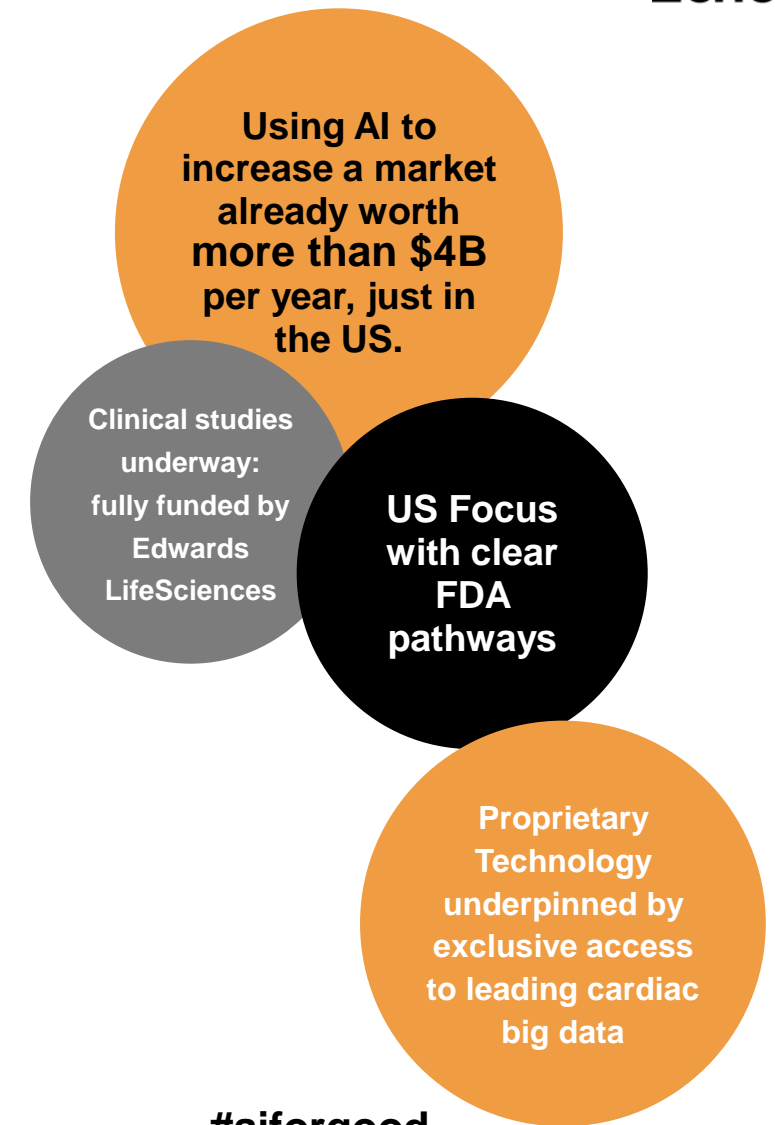 Using AI to
increase a market
already worth
more than $4B
per year, just in
the US.
Clinical studies
underway:
fully funded by
Edwards
LifeSciences
US Focus
with clear
FDA
pathways
Proprietary
Technology
underpinned by
exclusive access
to leading cardiac
big data
#aiforgood